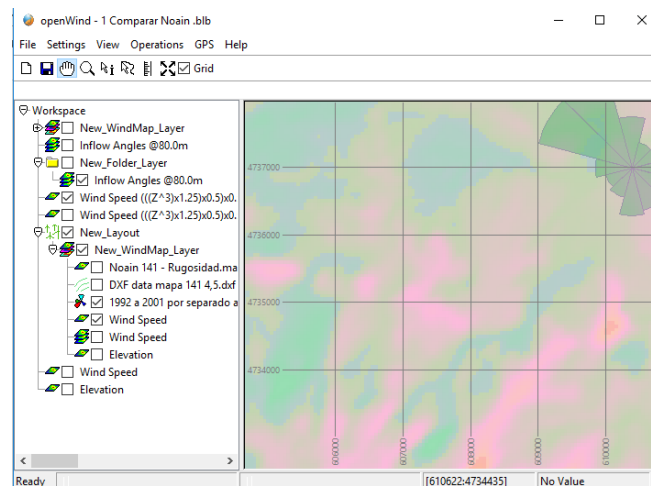 openWind - 1 Comparar Noain .blb
File Settings View Operations GPS Help
Grid
Workspace
New_WindMap_Layer
Inflow Angles @80.0m
New_Folder_Layer
Inflow Angles @80.0m
Wind Speed (((Z^3)x1.25)x0.5)x0.
Wind Speed (((Z^3)x1.25)x0.5)x0.
New_Layout
New_WindMap_Layer
Noain 141 - Rugosidad.ma
DXF data mapa 141 4,5.dxf
1992 a 2001 por separado a
Wind Speed
Wind Speed
Elevation
Wind Speed
Elevation
4737000
4736000
4735000
4734000
606000 607000 608000 609000 610000
Ready
[610622:4734435] No Value